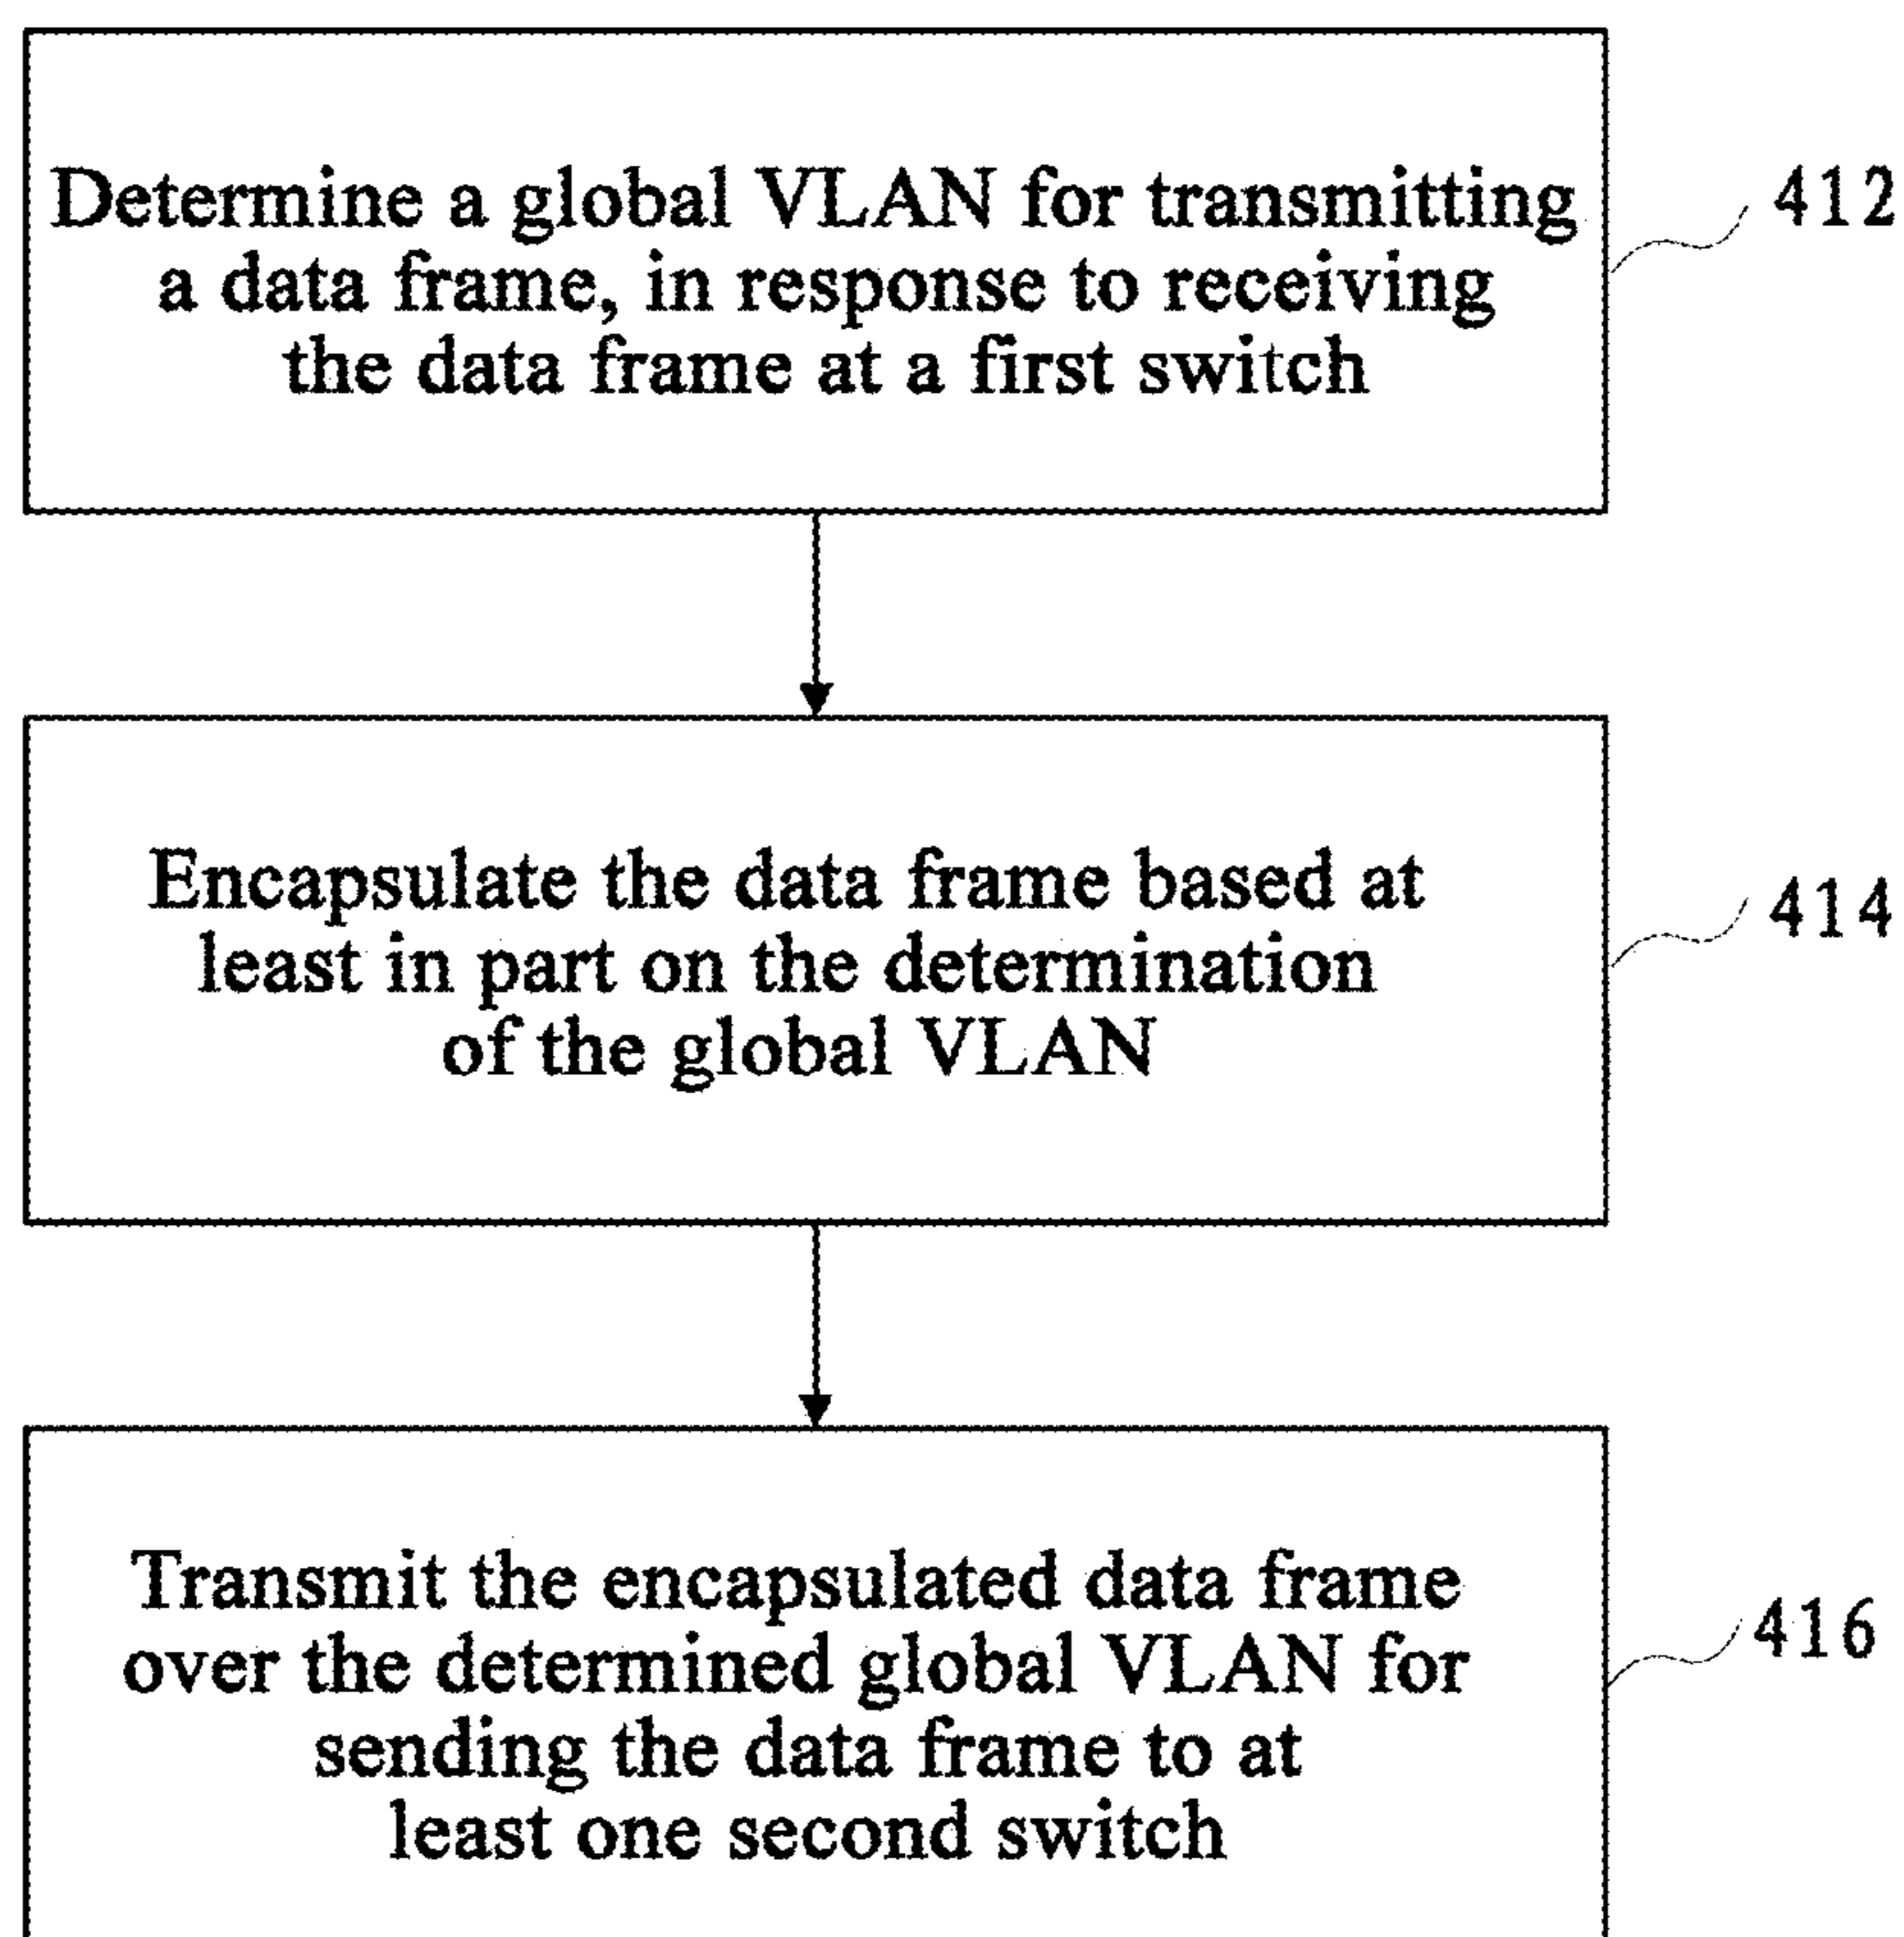 Determine a global VLAN for transmitting
a data frame, in response to receiving
the data frame at a first switch
412
Encapsulate the data frame based at
least in part on the determination
of the global VLAN
414
Transmit the encapsulated data frame
over the determined global VLAN for
sending the data frame to at
least one second switch
416